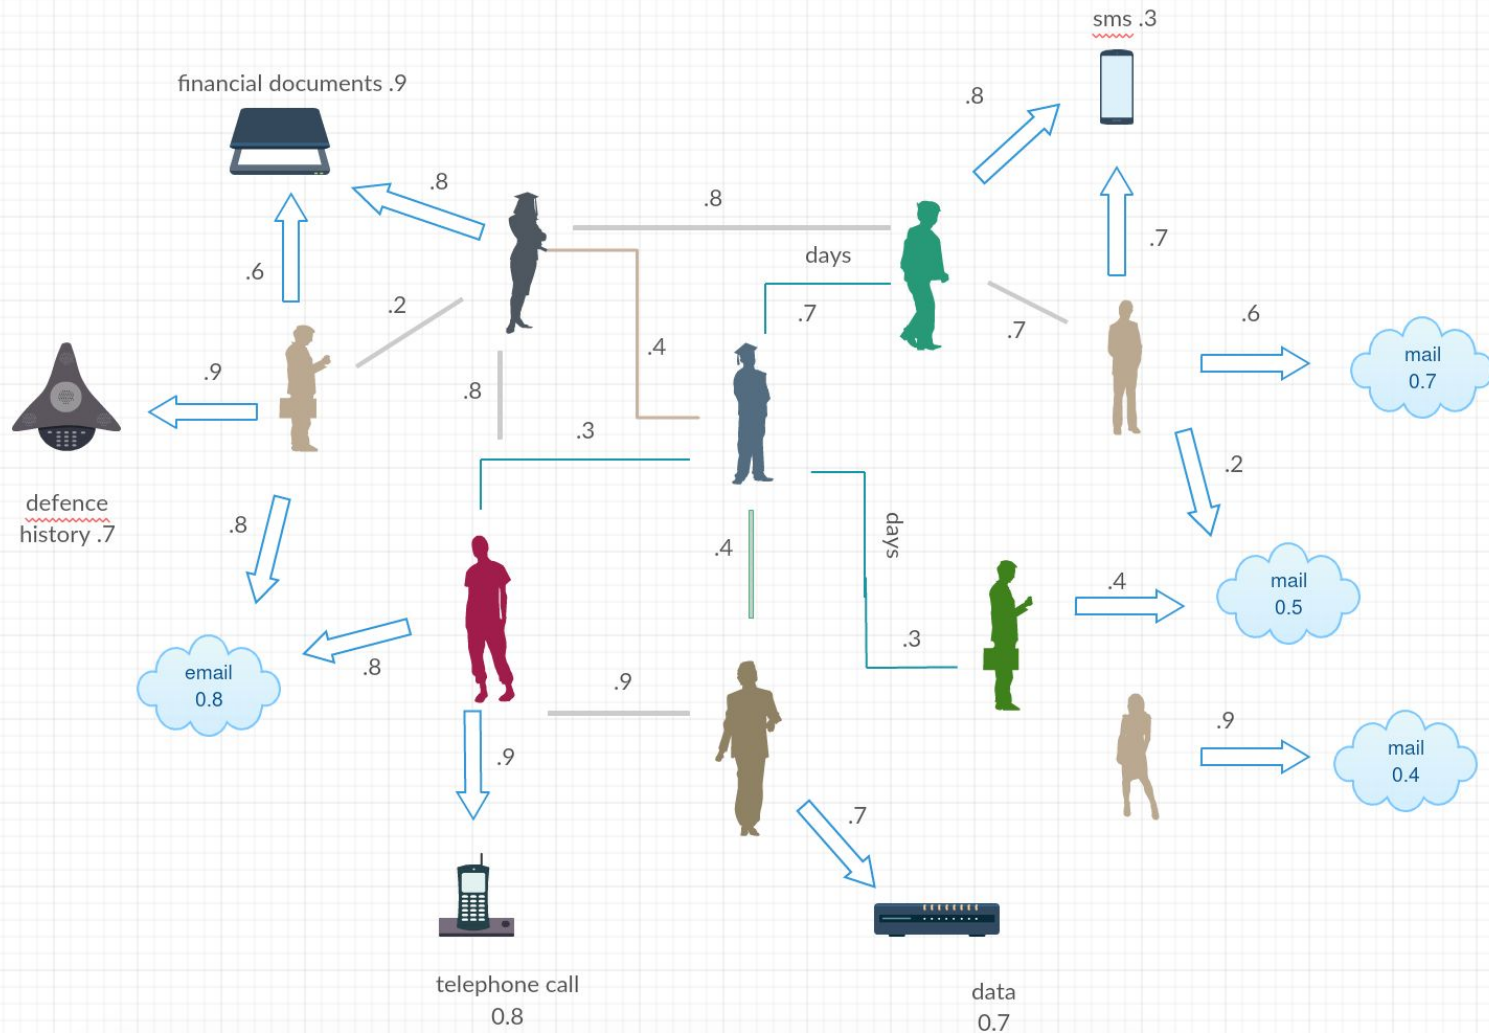 sms .3
financial documents .9
.8
.8
.8
.7
.6
.2
days
.7
.7
.6
mail
0.7
.9
.8
.4
.3
.2
defence
history .7
.8
.4
days
.4
mail
0.5
.3
email
0.8
.8
.9
.9
.9
mail
0.4
.7
telephone call
0.8
data
0.7